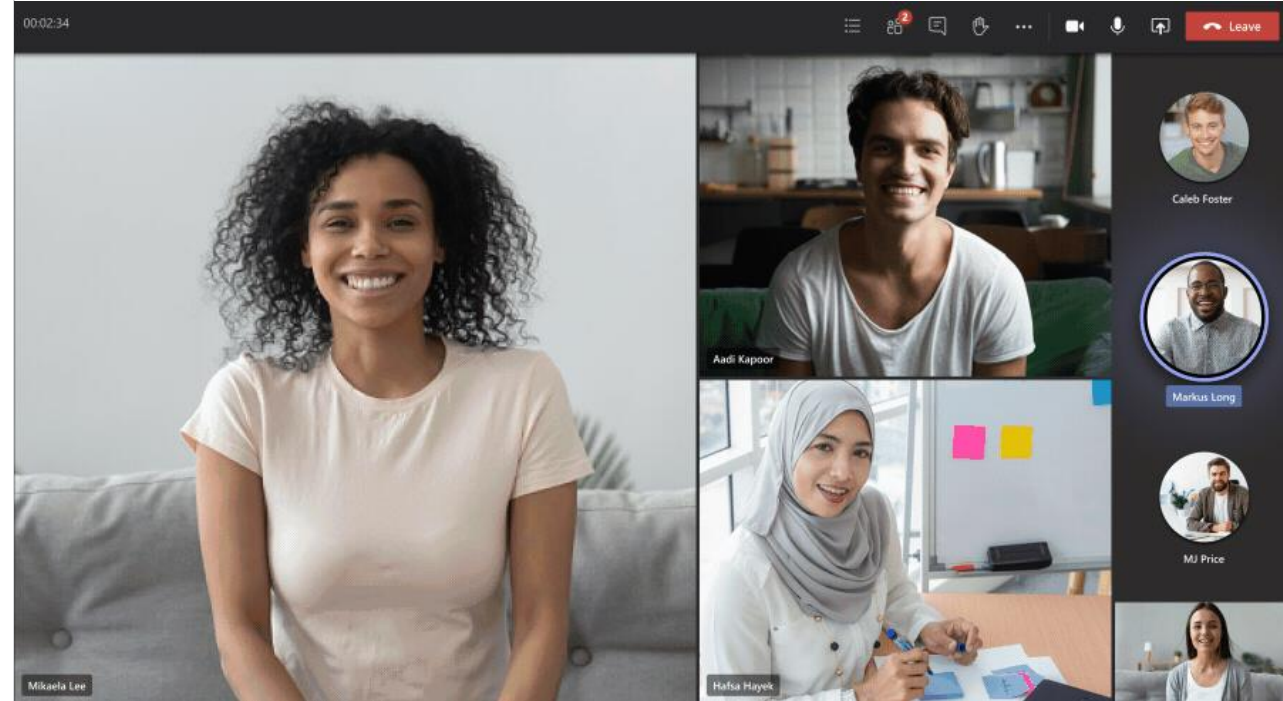 00:02:34
2
Leave
Caleb Foster
Aadi Kapoor
Markus Long
MJ Price
Mikaela Lee
Hafsa Hayek